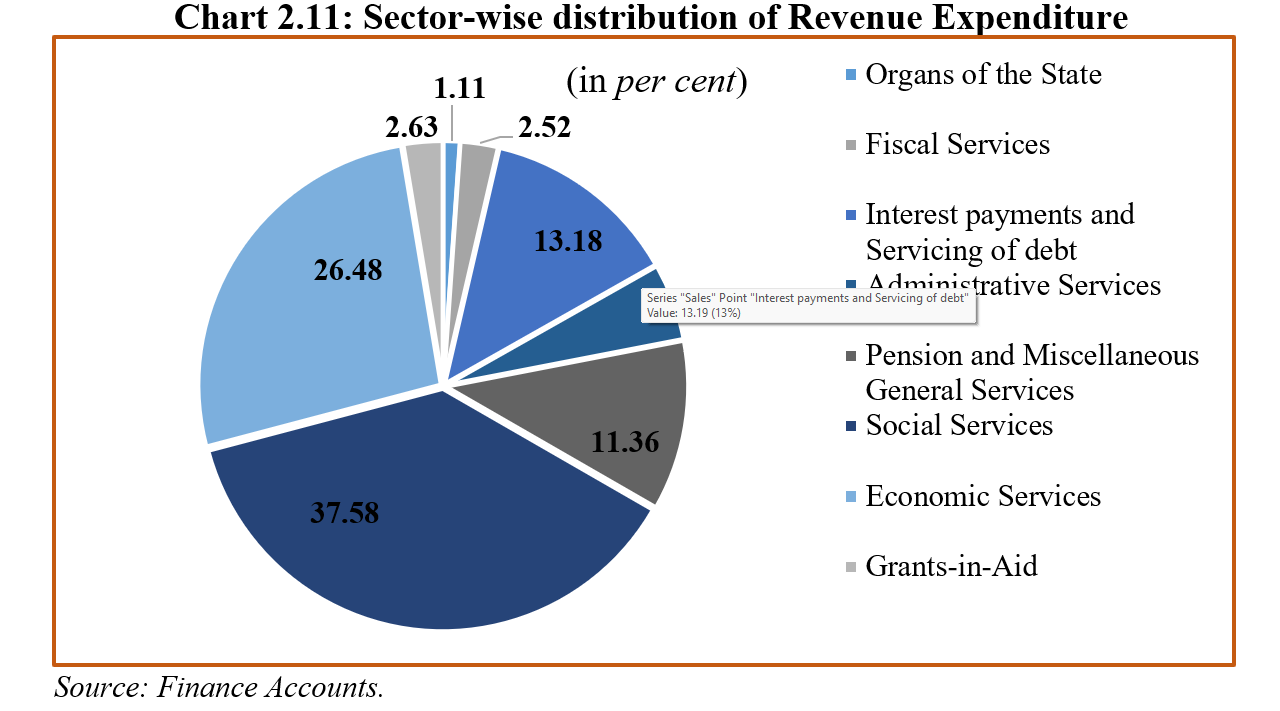 Chart 2.11: Sector-wise distribution of Revenue Expenditure
(in per cent)
1.11
2.63
2.52
13.18
26.48
11.36
37.58
Organs of the State
Fiscal Services
Interest payments and
Servicing of debt
Administrative Services
Series "Sales" Point "Interest payments and Servicing of debt"
Value: 13.19 (13%)
Pension and Miscellaneous
General Services
Social Services
Economic Services
Grants-in-Aid
Source: Finance Accounts.